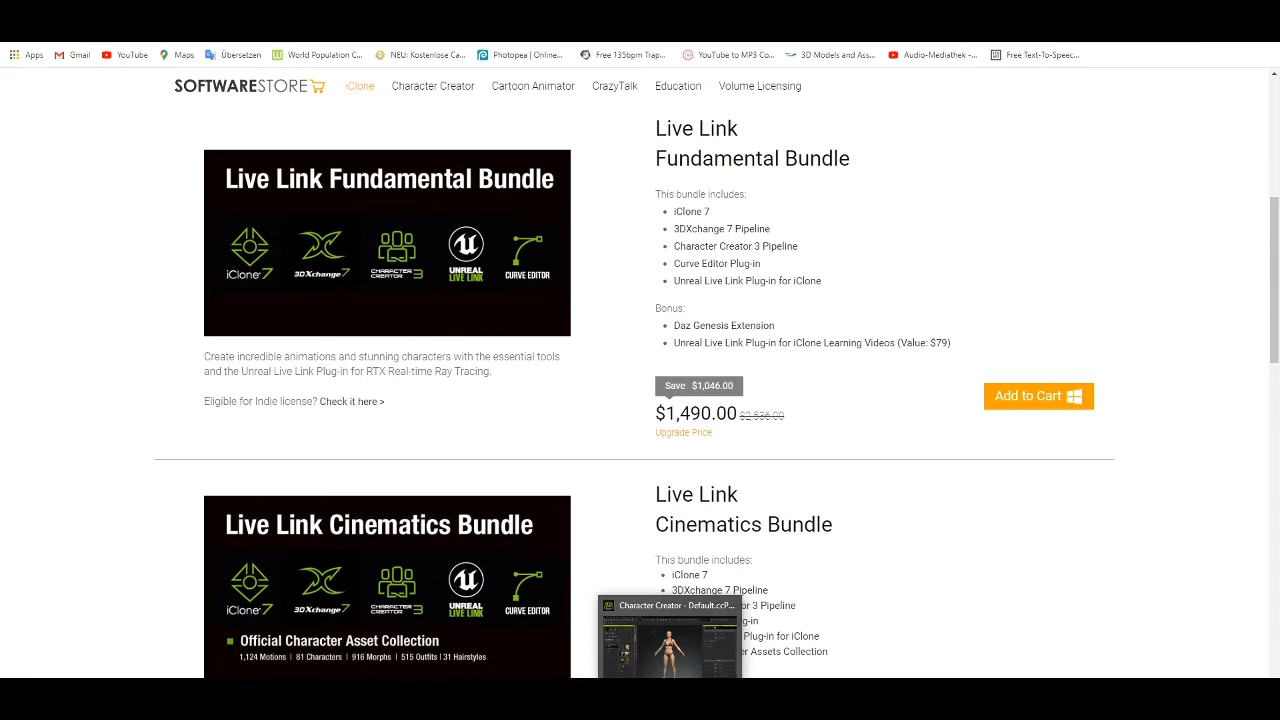 Apps Gmail YouTube Maps Übersetzen World Population C... NEU: Kostenlose Ca... Photopea | Online... Free 135bpm Trap... YouTube to MP3 Co... 3D Models and Ass... Audio-Mediathek -... Free Text-To-Speec...
SOFTWARESTORE iClone Character Creator Cartoon Animator CrazyTalk Education Volume Licensing
Live Link Fundamental Bundle
iClone 7 3DXchange 7 CHARACTER CREATOR 3 UNREAL LIVE LINK CURVE EDITOR
Create incredible animations and stunning characters with the essential tools
and the Unreal Live Link Plug-in for RTX Real-time Ray Tracing.
Eligible for Indie license? Check it here >
Live Link
Fundamental Bundle
This bundle includes:
iClone 7
3DXchange 7 Pipeline
Character Creator 3 Pipeline
Curve Editor Plug-in
Unreal Live Link Plug-in for iClone
Bonus:
Daz Genesis Extension
Unreal Live Link Plug-in for iClone Learning Videos (Value: $79)
Save $1,046.00
$1,490.00 $2,536.00
Upgrade Price
Add to Cart
Live Link Cinematics Bundle
iClone 7 3DXchange 7 CHARACTER CREATOR 3 UNREAL LIVE LINK CURVE EDITOR
Official Character Asset Collection
1,124 Motions | 81 Characters | 916 Morphs | 515 Outfits | 31 Hairstyles
Live Link
Cinematics Bundle
This bundle includes:
iClone 7
3DXchange 7 Pipeline
3 Pipeline
Plug-in for iClone
Assets Collection
Character Creator - Default.ccP...